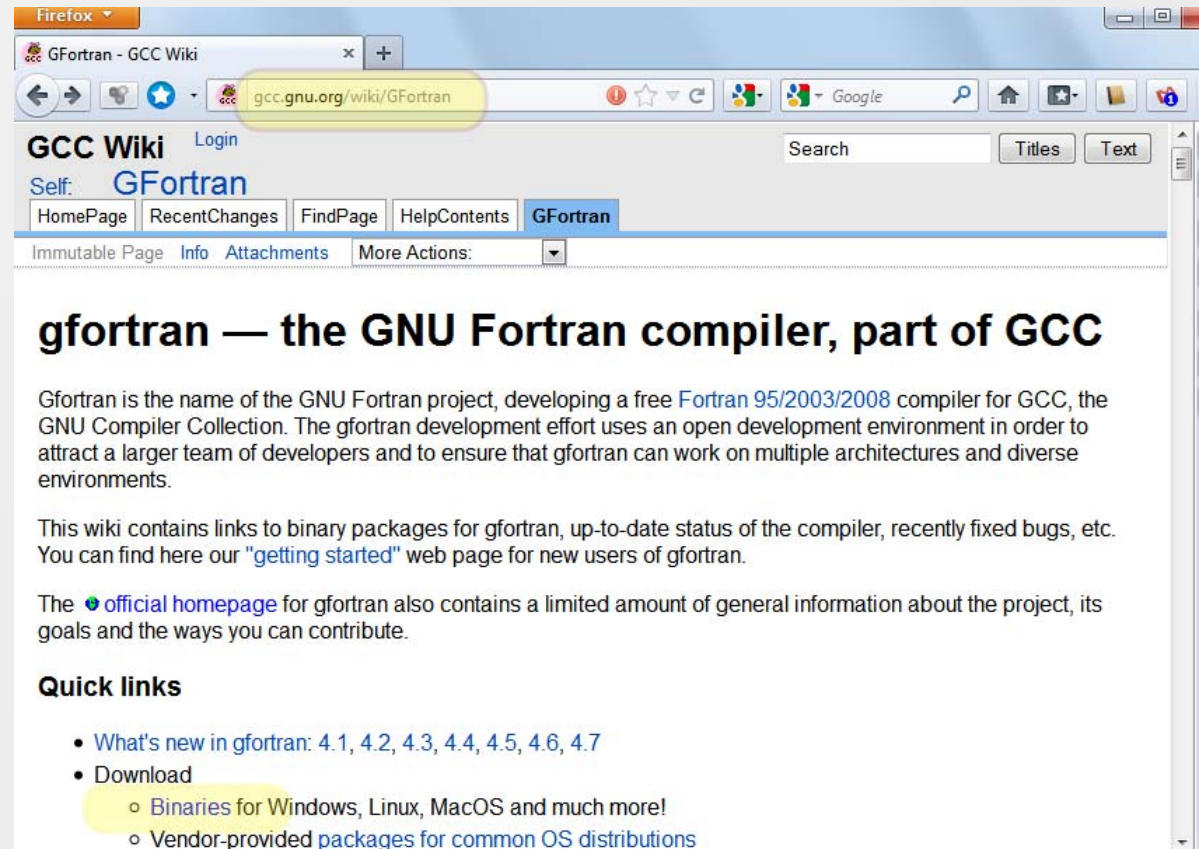 Firefox
GFortran - GCC Wiki
gcc.gnu.org/wiki/GFortran
Google
GCC Wiki Login
Search Titles Text
Self: GFortran
HomePage RecentChanges FindPage HelpContents GFortran
Immutable Page Info Attachments More Actions:
gfortran — the GNU Fortran compiler, part of GCC
Gfortran is the name of the GNU Fortran project, developing a free Fortran 95/2003/2008 compiler for GCC, the
GNU Compiler Collection. The gfortran development effort uses an open development environment in order to
attract a larger team of developers and to ensure that gfortran can work on multiple architectures and diverse
environments.
This wiki contains links to binary packages for gfortran, up-to-date status of the compiler, recently fixed bugs, etc.
You can find here our "getting started" web page for new users of gfortran.
The official homepage for gfortran also contains a limited amount of general information about the project, its
goals and the ways you can contribute.
Quick links
• What's new in gfortran: 4.1, 4.2, 4.3, 4.4, 4.5, 4.6, 4.7
• Download
○ Binaries for Windows, Linux, MacOS and much more!
○ Vendor-provided packages for common OS distributions